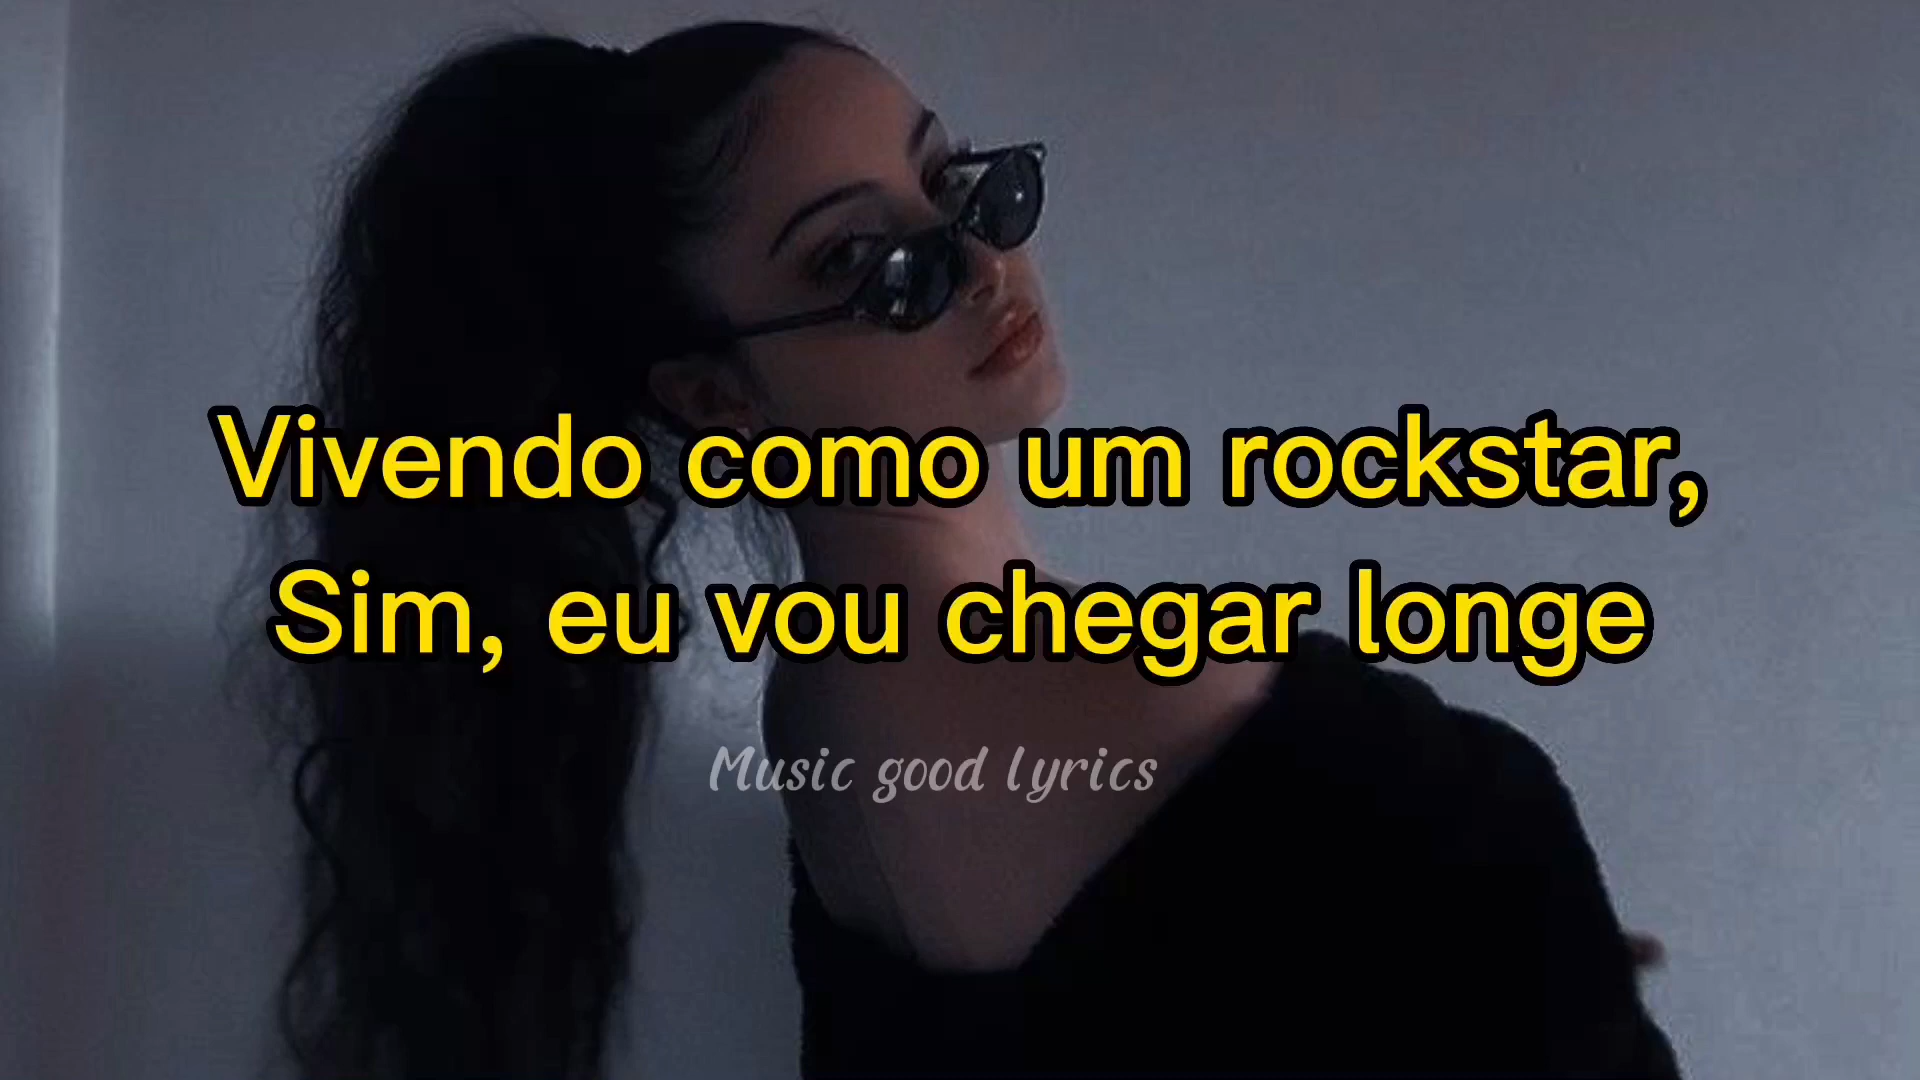 Vivendo como um rockstar,
Sim, eu vou chegar longe
Music good lyrics